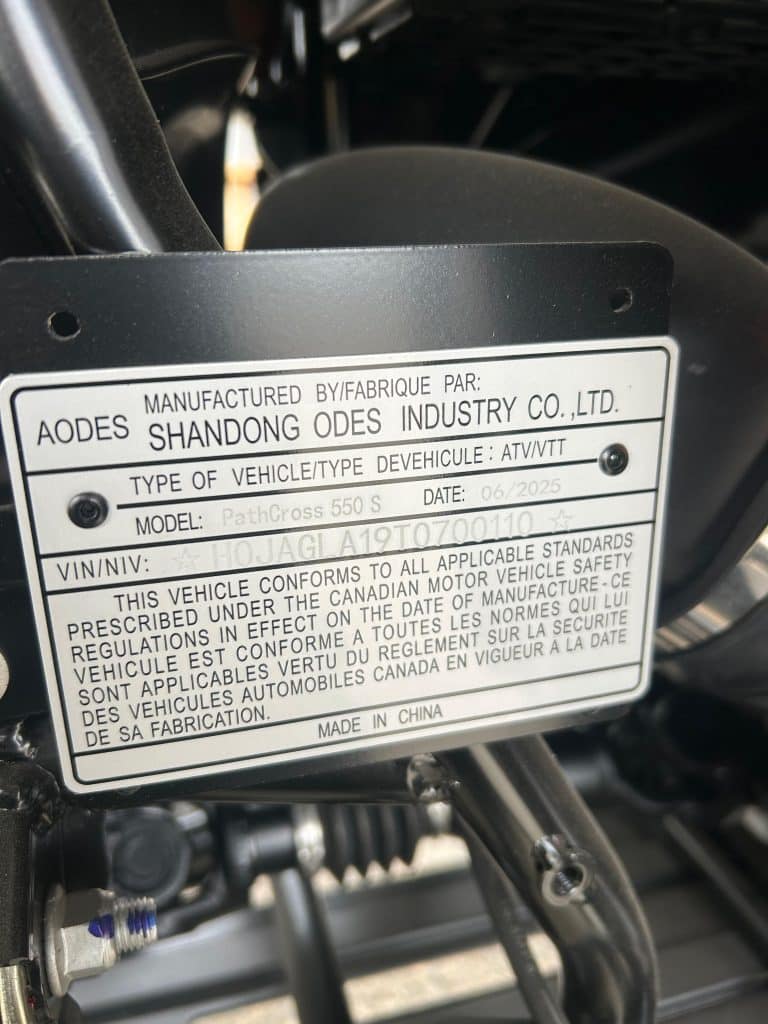 AODES
MANUFACTURED BY/FABRIQUE PAR:
SHANDONG ODES INDUSTRY CO.,LTD.
TYPE OF VEHICLE/TYPE DEVEHICULE: ATV/VTT
MODEL: PathCross 550 S DATE: 06/2025
VIN/NIV: ☆ H0JAGLA19T0700110 ☆
THIS VEHICLE CONFORMS TO ALL APPLICABLE STANDARDS
PRESCRIBED UNDER THE CANADIAN MOTOR VEHICLE SAFETY
REGULATIONS IN EFFECT ON THE DATE OF MANUFACTURE-CE
VEHICULE EST CONFORME A TOUTES LES NORMES QUI LUI
SONT APPLICABLES VERTU DU REGLEMENT SUR LA SECURITE
DES VEHICULES AUTOMOBILES CANADA EN VIGUEUR A LA DATE
DE SA FABRICATION.
MADE IN CHINA